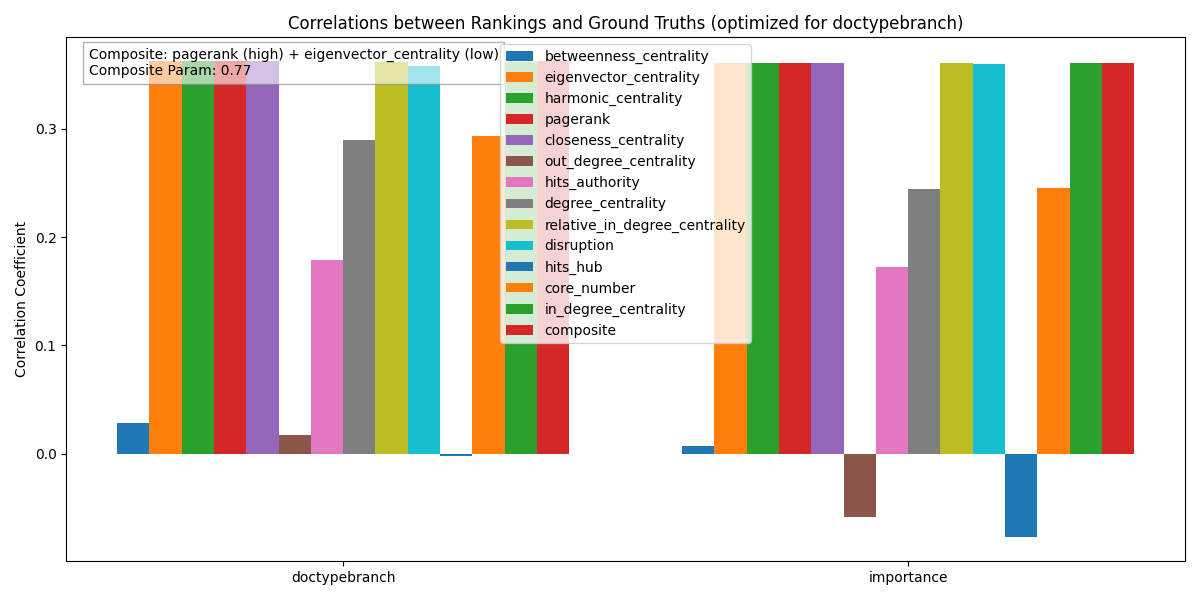 Correlations between Rankings and Ground Truths (optimized for doctypebranch)
Composite: pagerank (high) + eigenvector_centrality (low)
Composite Param: 0.77
betweenness_centrality
eigenvector_centrality
harmonic_centrality
pagerank
closeness_centrality
out_degree_centrality
hits_authority
degree_centrality
relative_in_degree_centrality
disruption
hits_hub
core_number
in_degree_centrality
composite
Correlation Coefficient
0.3
0.2
0.1
0.0
doctypebranch
importance